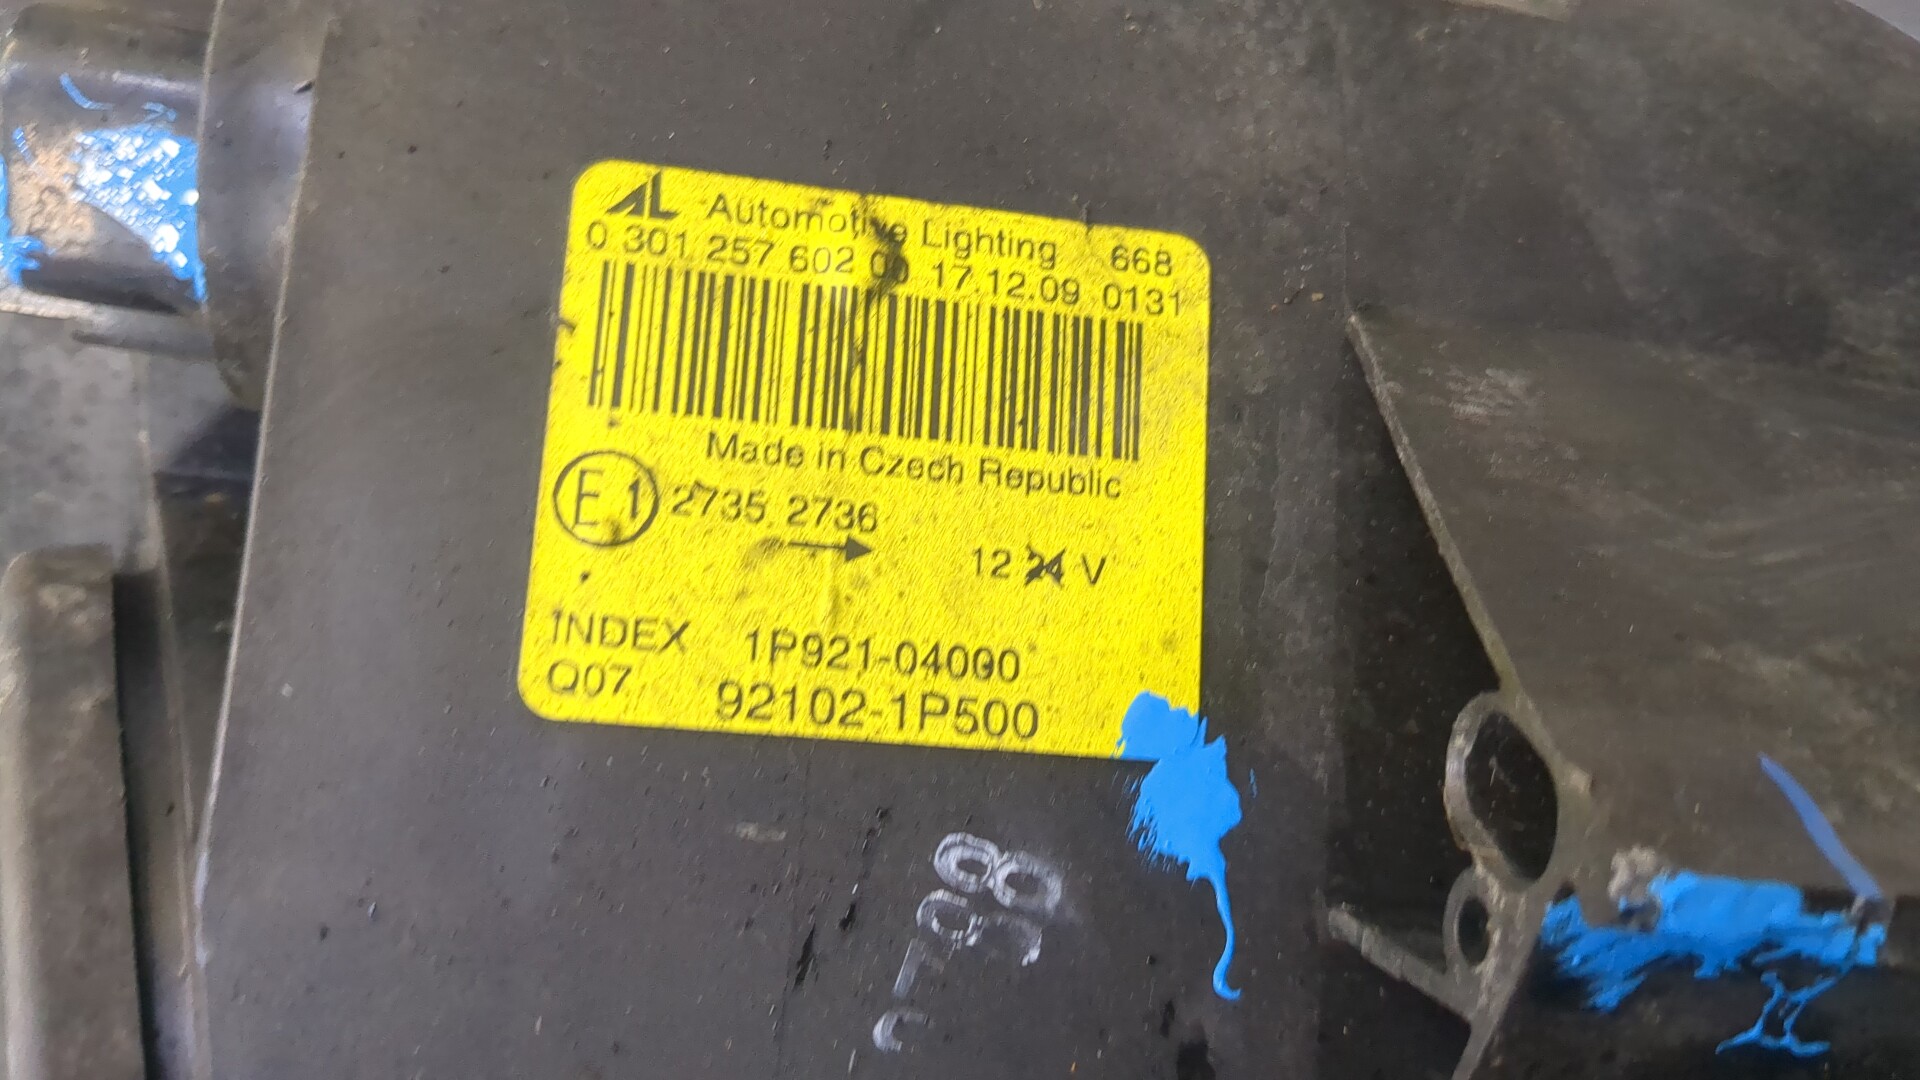 AL Automotive Lighting 668
0 301 257 602 00 17.12.09 0131
Made in Czech Republic
E1 2735 2736
12 24 V
INDEX 1P921-04000
Q07 92102-1P500